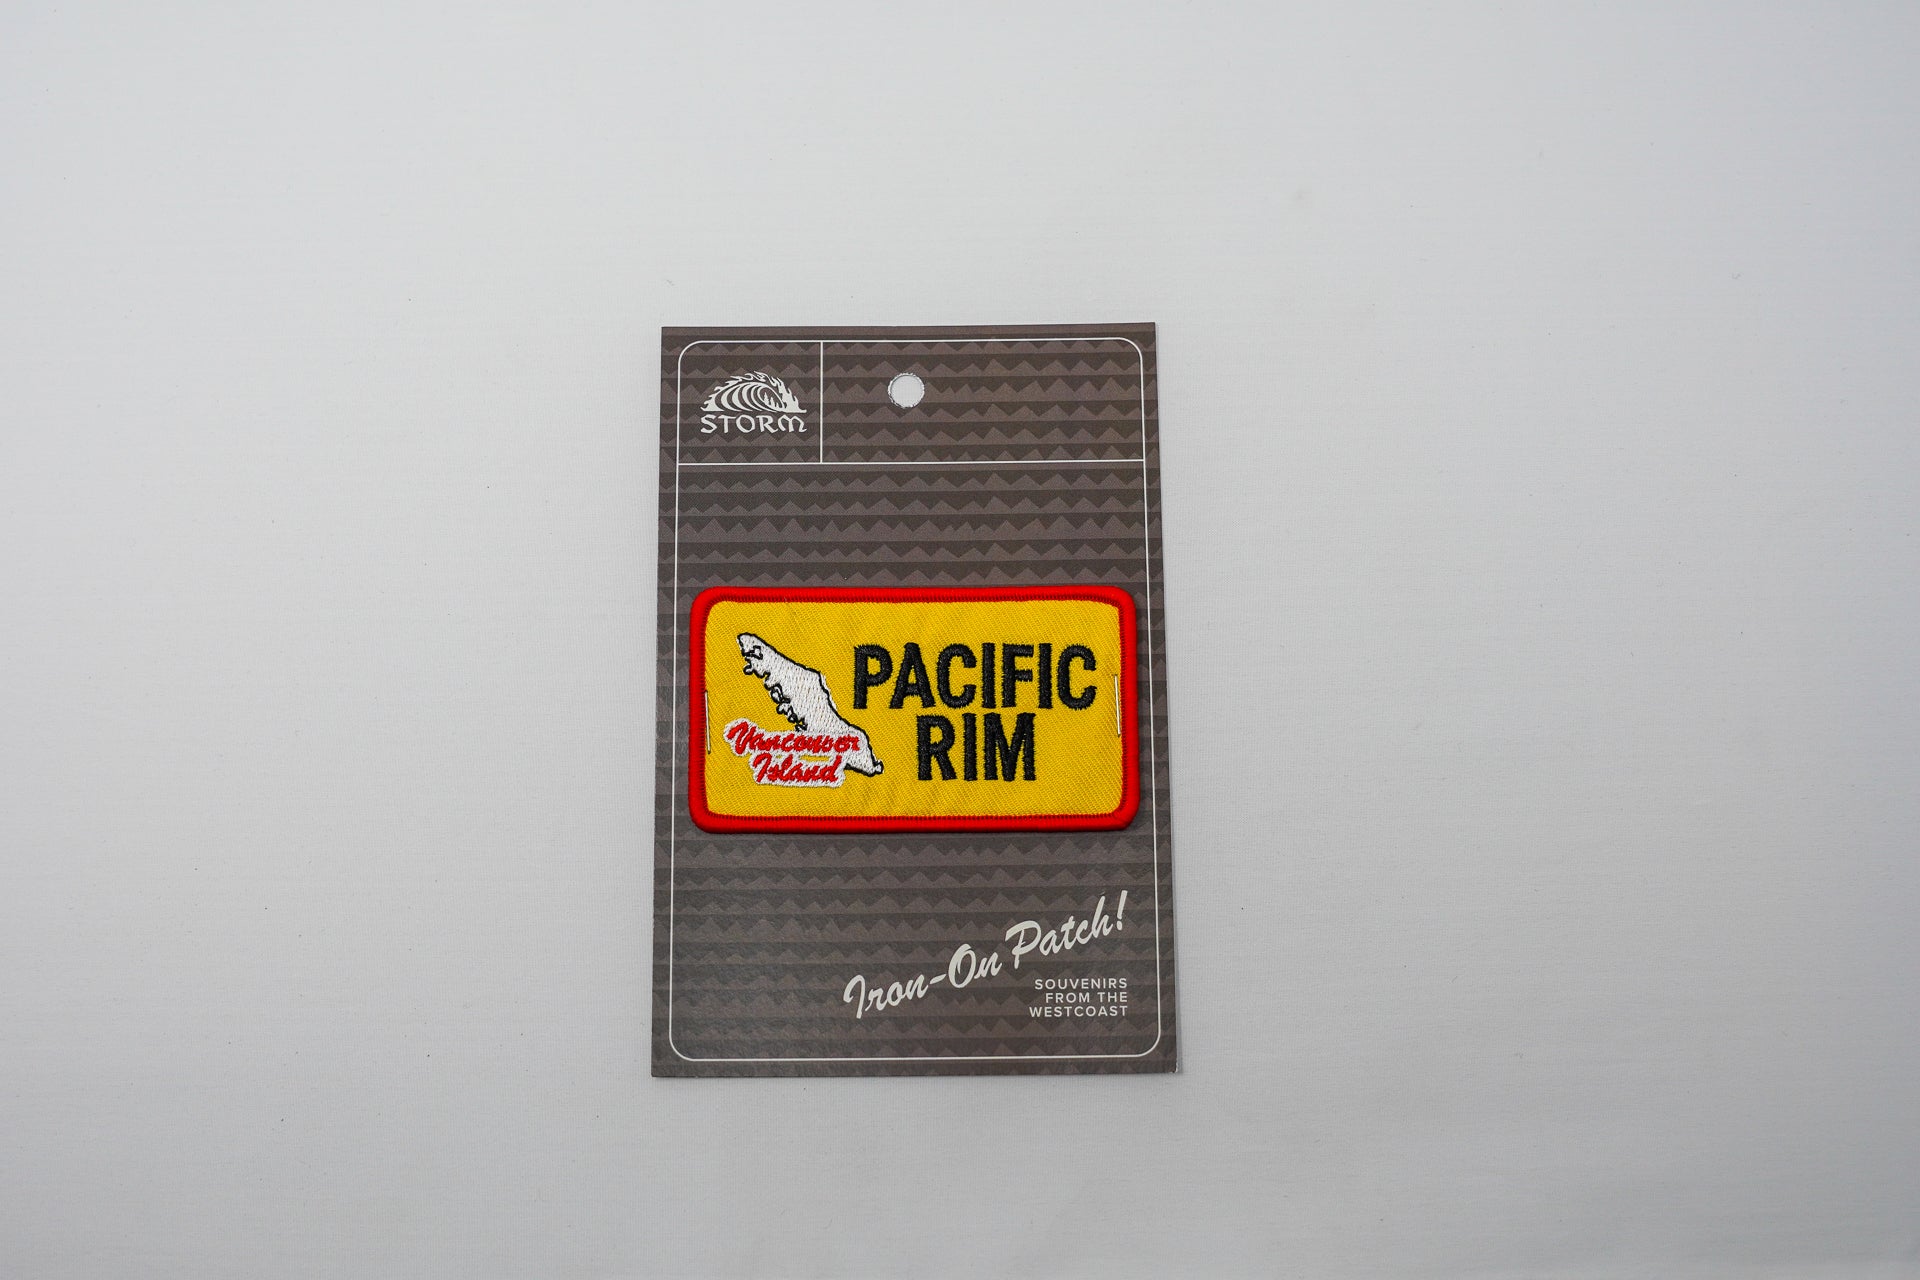 STORM
PACIFIC
RIM
Vancouver
Island
Iron-On Patch!
SOUVENIRS
FROM THE
WESTCOAST